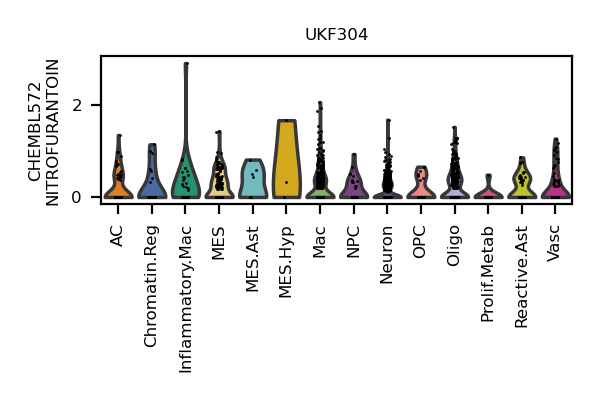 UKF304
CHEMBL572
NITROFURANTOIN
2
0
AC
Chromatin.Reg
Inflammatory.Mac
MES
MES.Ast
MES.Hyp
Mac
NPC
Neuron
OPC
Oligo
Prolif.Metab
Reactive.Ast
Vasc